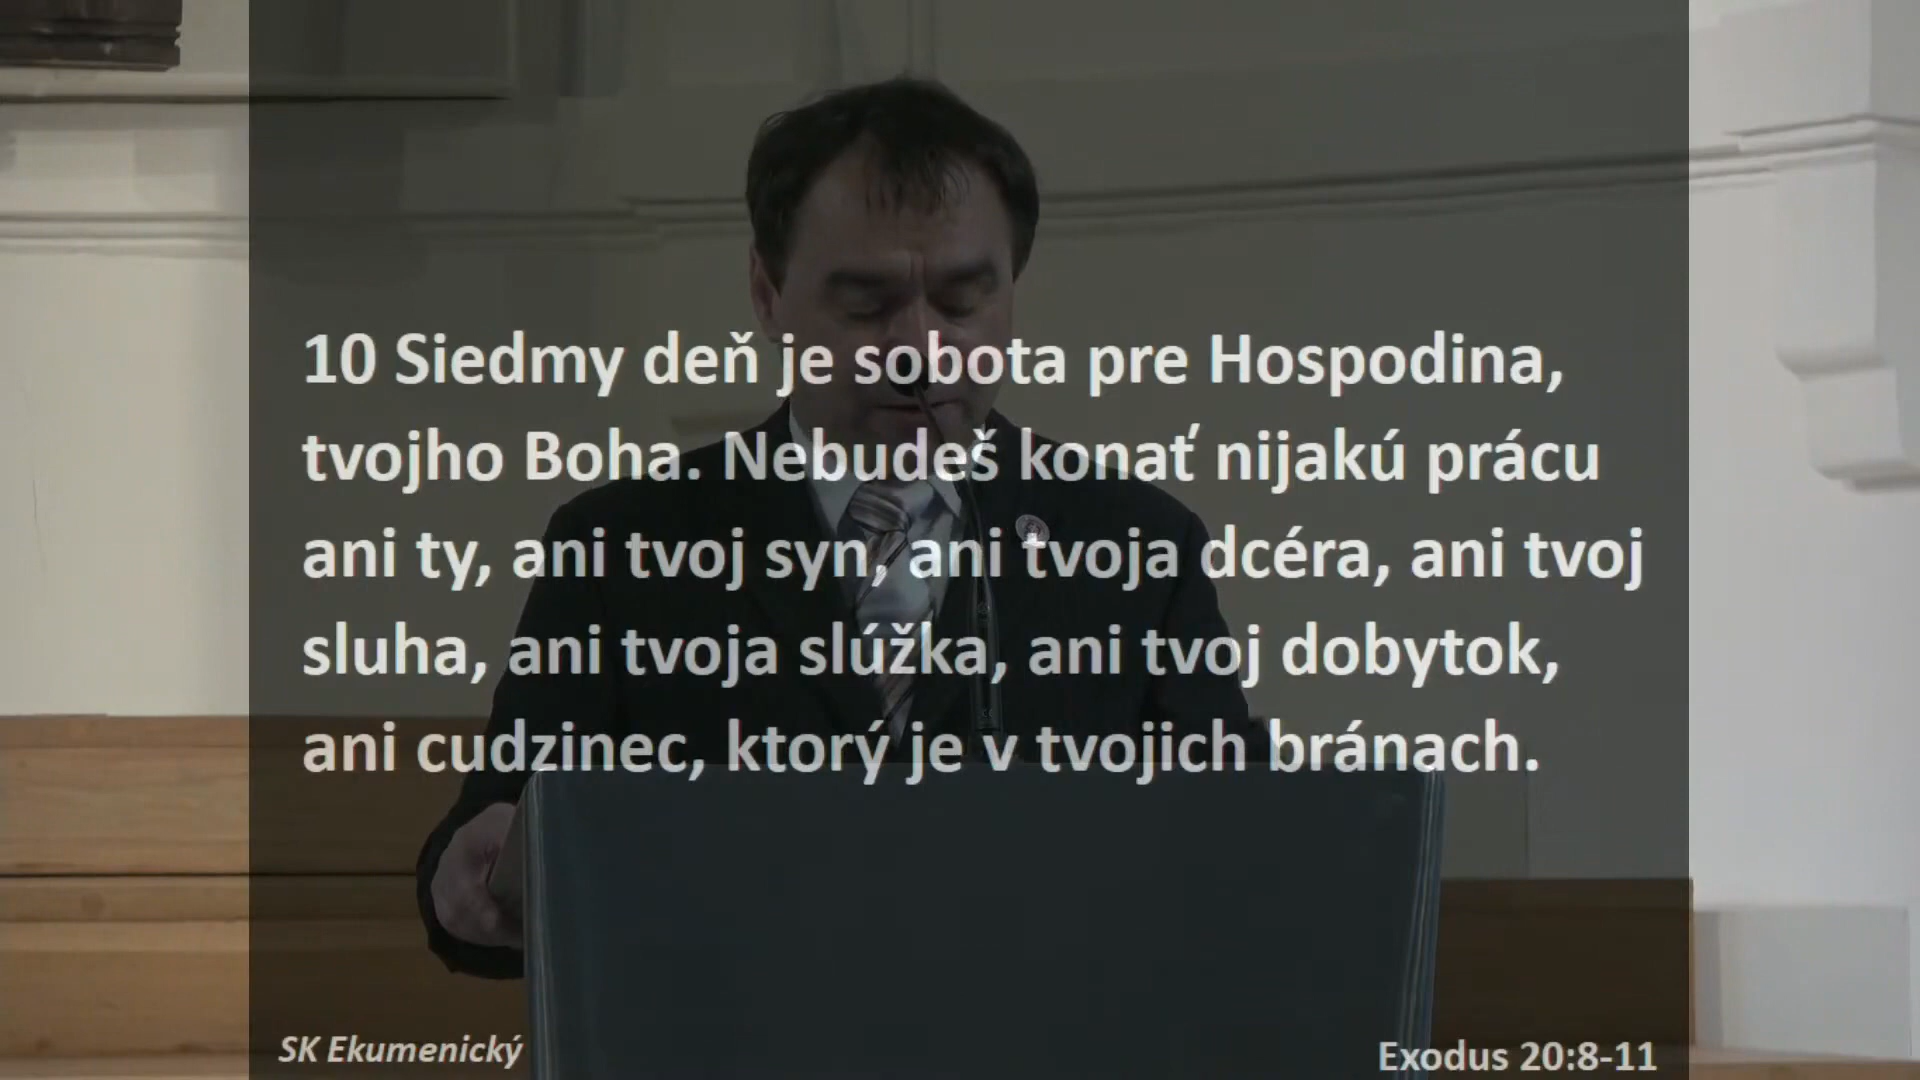 10 Siedmy deň je sobota pre Hospodina,
tvojho Boha. Nebudeš konať nijakú prácu
ani ty, ani tvoj syn, ani tvoja dcéra, ani tvoj
sluha, ani tvoja slúžka, ani tvoj dobytok,
ani cudzinec, ktorý je v tvojich bránach.
SK Ekumenický
Exodus 20:8-11